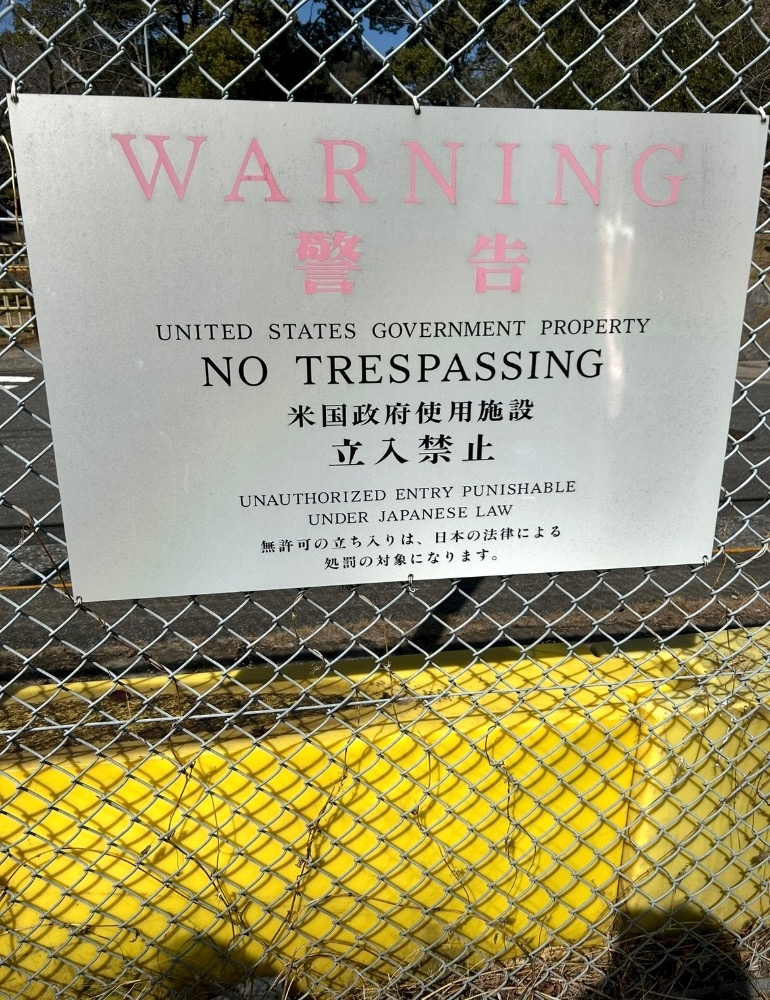 WARNING
警告
UNITED STATES GOVERNMENT PROPERTY
NO TRESPASSING
米国政府使用施設
立入禁止
UNAUTHORIZED ENTRY PUNISHABLE
UNDER JAPANESE LAW
無許可の立ち入りは、日本の法律による
処罰の対象になります。